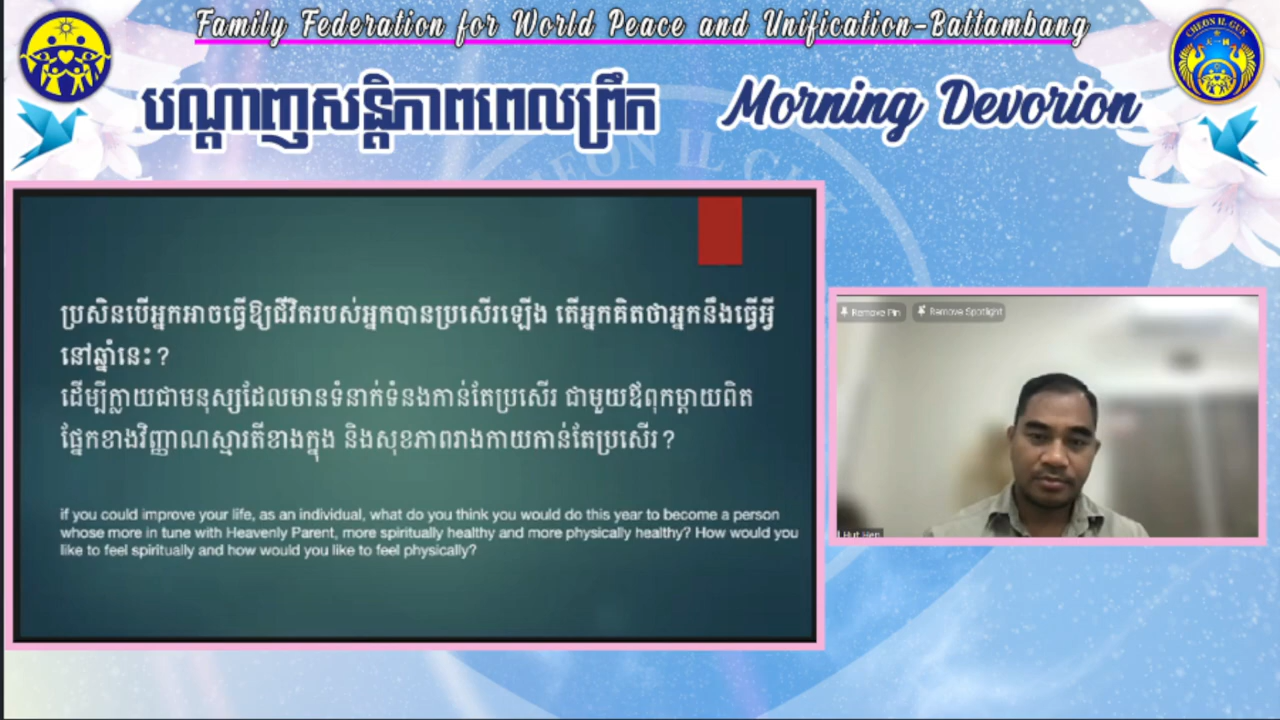 Family Federation for World Peace and Unification-Battambang
CHEON IL GUK
បណ្តាញសន្តិភាពពេលព្រឹក Morning Devorion
CHEON IL GU
ប្រសិនបើអ្នកអាចធ្វើឱ្យជីវិតរបស់អ្នកបានប្រសើរឡើង តើអ្នកគិតថាអ្នកនឹងធ្វើអ្វី
នៅឆ្នាំនេះ ?
ដើម្បីក្លាយជាមនុស្សដែលមានទំនាក់ទំនងកាន់តែប្រសើរ ជាមួយឪពុកម្តាយពិត
ផ្នែកខាងវិញ្ញាណស្មារតីខាងក្នុង និងសុខភាពរាងកាយកាន់តែប្រសើរ ?
if you could improve your life, as an individual, what do you think you would do this year to become a person
whose more in tune with Heavenly Parent, more spiritually healthy and more physically healthy? How would you
like to feel spiritually and how would you like to feel physically?
Remove Pin Remove Spotlight
Hut Hen